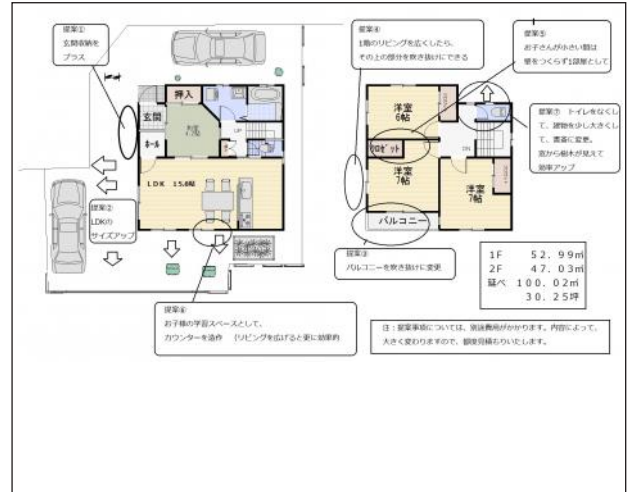 提案①
玄関収納を
プラス
提案④
1階のリビングを広くしたら、
その上の部分を吹き抜けにできる
提案⑤
お子さんが小さい間は
壁をつくらず1部屋として
押入
玄関
ホール
UP
LDK 15.8帖
洋室
6帖
クロゼット
洋室
7帖
DN
洋室
7帖
バルコニー
提案⑦ トイレをなくし
て、建物を少し大きくし
て、書斎に変更。
窓から樹木が見えて
効率アップ
提案②
LDKの
サイズアップ
提案③
バルコニーを吹き抜けに変更
1F 52.99㎡
2F 47.03㎡
延べ 100.02㎡
30.25坪
提案⑥
お子様の学習スペースとして、
カウンターを造作 (リビングを広げると更に効果的
注:提案事項については、別途費用がかかります。内容によって、
大きく変わりますので、都度見積もりいたします。